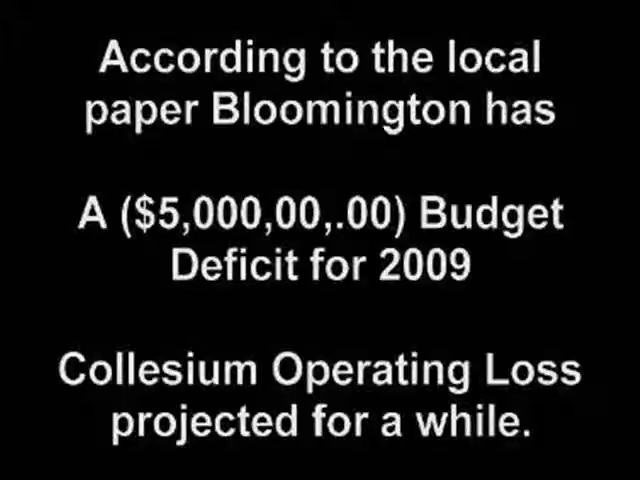 According to the local
paper Bloomington has
A ($5,000,00,.00) Budget
Deficit for 2009
Collesium Operating Loss
projected for a while.